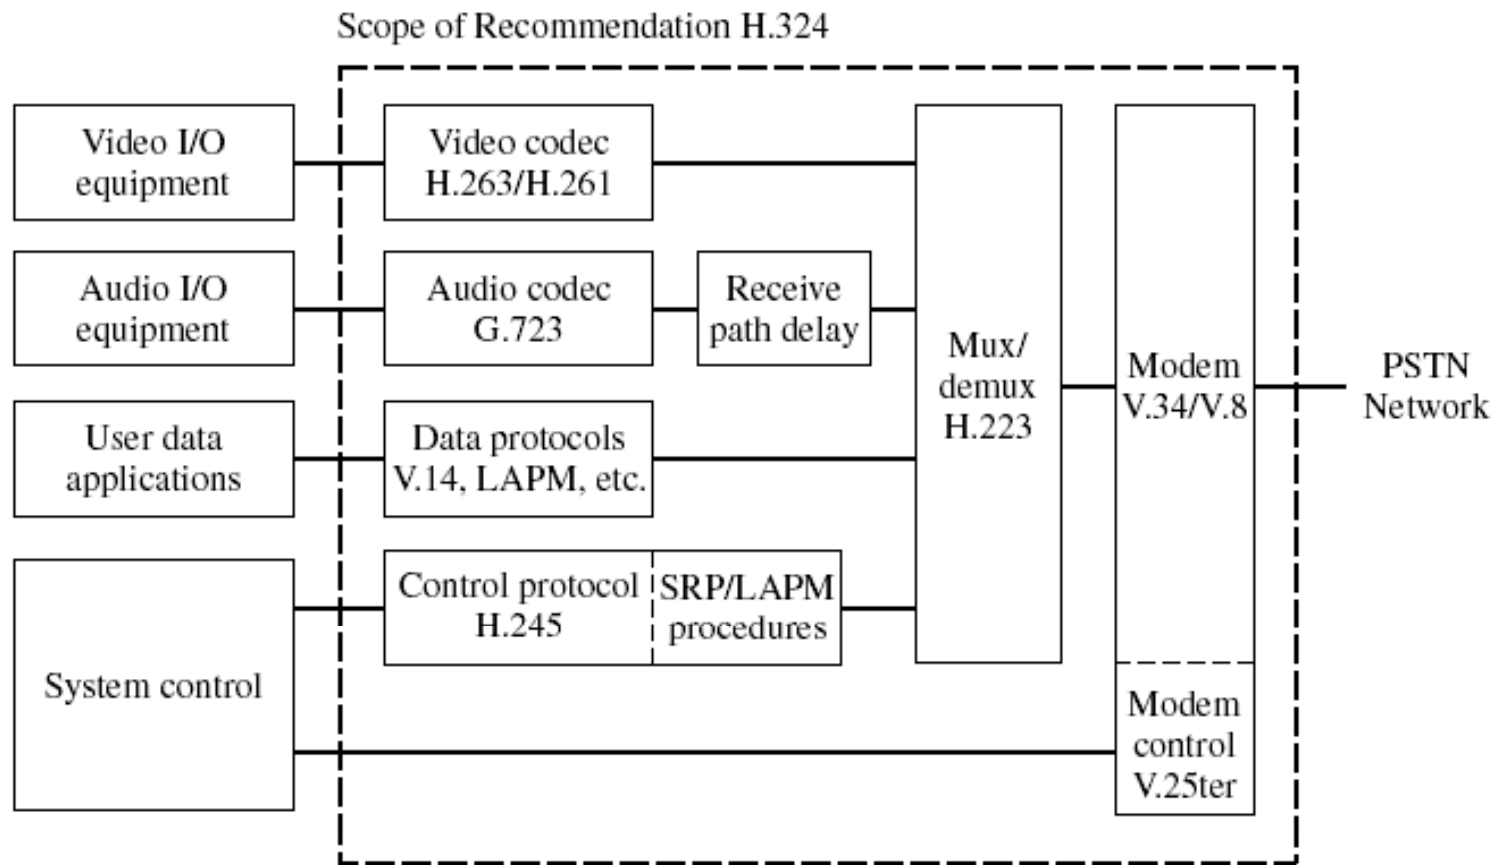 Scope of Recommendation H.324
Video I/O
equipment
Video codec
H.263/H.261
Audio I/O
equipment
Audio codec
G.723
Receive
path delay
Mux/
demux
H.223
Modem
V.34/V.8
PSTN
Network
User data
applications
Data protocols
V.14, LAPM, etc.
Control protocol
H.245
SRP/LAPM
procedures
System control
Modem
control
V.25ter